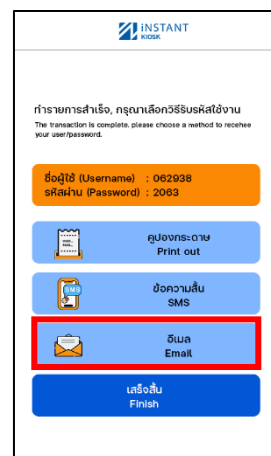 INSTANT
KIOSK
ทำรายการสำเร็จ, กรุณาเลือกวิธีรับรหัสใช้งาน
The transaction is complete. please choose a method to recehee
your user/password.
ชื่อผู้ใช้ (Username) : 062938
รหัสผ่าน (Password) : 2063
คูปองกระดาษ
Print out
SMS
ข้อความสั้น
SMS
อีเมล
Email
เสร็จสิ้น
Finish